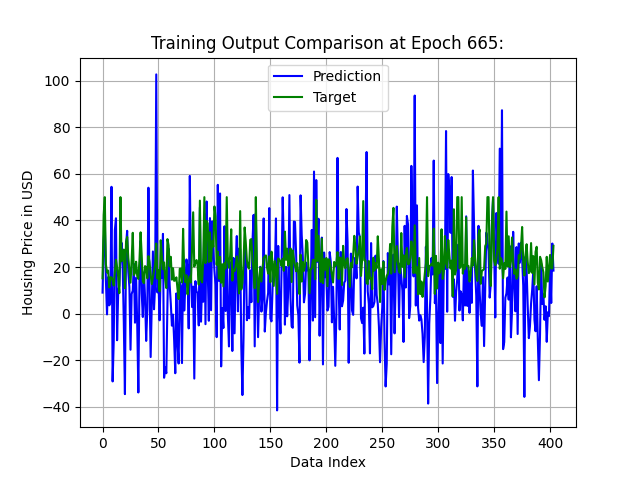 Training Output Comparison at Epoch 665:
Prediction
Target
Housing Price in USD
100
80
60
40
20
0
−20
−40
0 50 100 150 200 250 300 350 400
Data Index